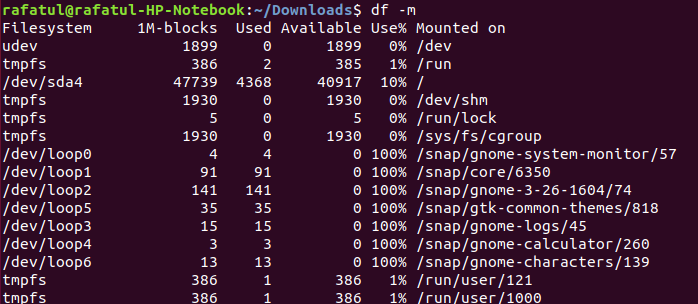 rafatul@rafatul-HP-Notebook:~/Downloads$ df -m
Filesystem     1M-blocks  Used Available Use% Mounted on
udev                1899     0      1899   0% /dev
tmpfs                386     2       385   1% /run
/dev/sda4          47739  4368     40917  10% /
tmpfs               1930     0      1930   0% /dev/shm
tmpfs                  5     0         5   0% /run/lock
tmpfs               1930     0      1930   0% /sys/fs/cgroup
/dev/loop0             4     4         0 100% /snap/gnome-system-monitor/57
/dev/loop1            91    91         0 100% /snap/core/6350
/dev/loop2           141   141         0 100% /snap/gnome-3-26-1604/74
/dev/loop5            35    35         0 100% /snap/gtk-common-themes/818
/dev/loop3            15    15         0 100% /snap/gnome-logs/45
/dev/loop4             3     3         0 100% /snap/gnome-calculator/260
/dev/loop6            13    13         0 100% /snap/gnome-characters/139
tmpfs                386     1       386   1% /run/user/121
tmpfs                386     1       386   1% /run/user/1000